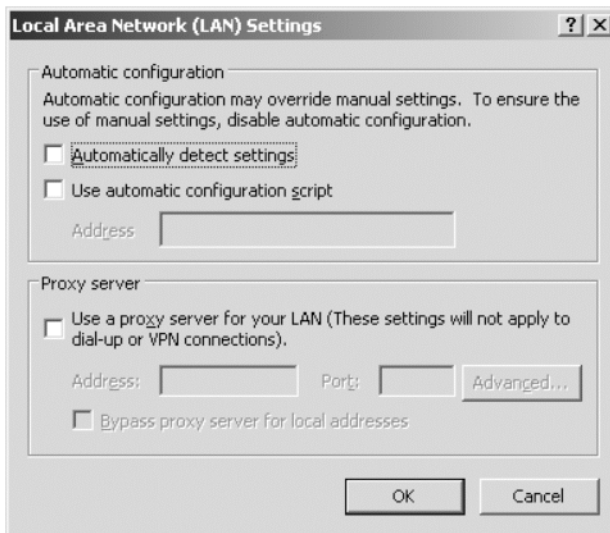 Local Area Network (LAN) Settings
Automatic configuration
Automatic configuration may override manual settings. To ensure the
use of manual settings, disable automatic configuration.
Automatically detect settings
Use automatic configuration script
Address
Proxy server
Use a proxy server for your LAN (These settings will not apply to
dial-up or VPN connections).
Address: Port: Advanced...
Bypass proxy server for local addresses
OK Cancel